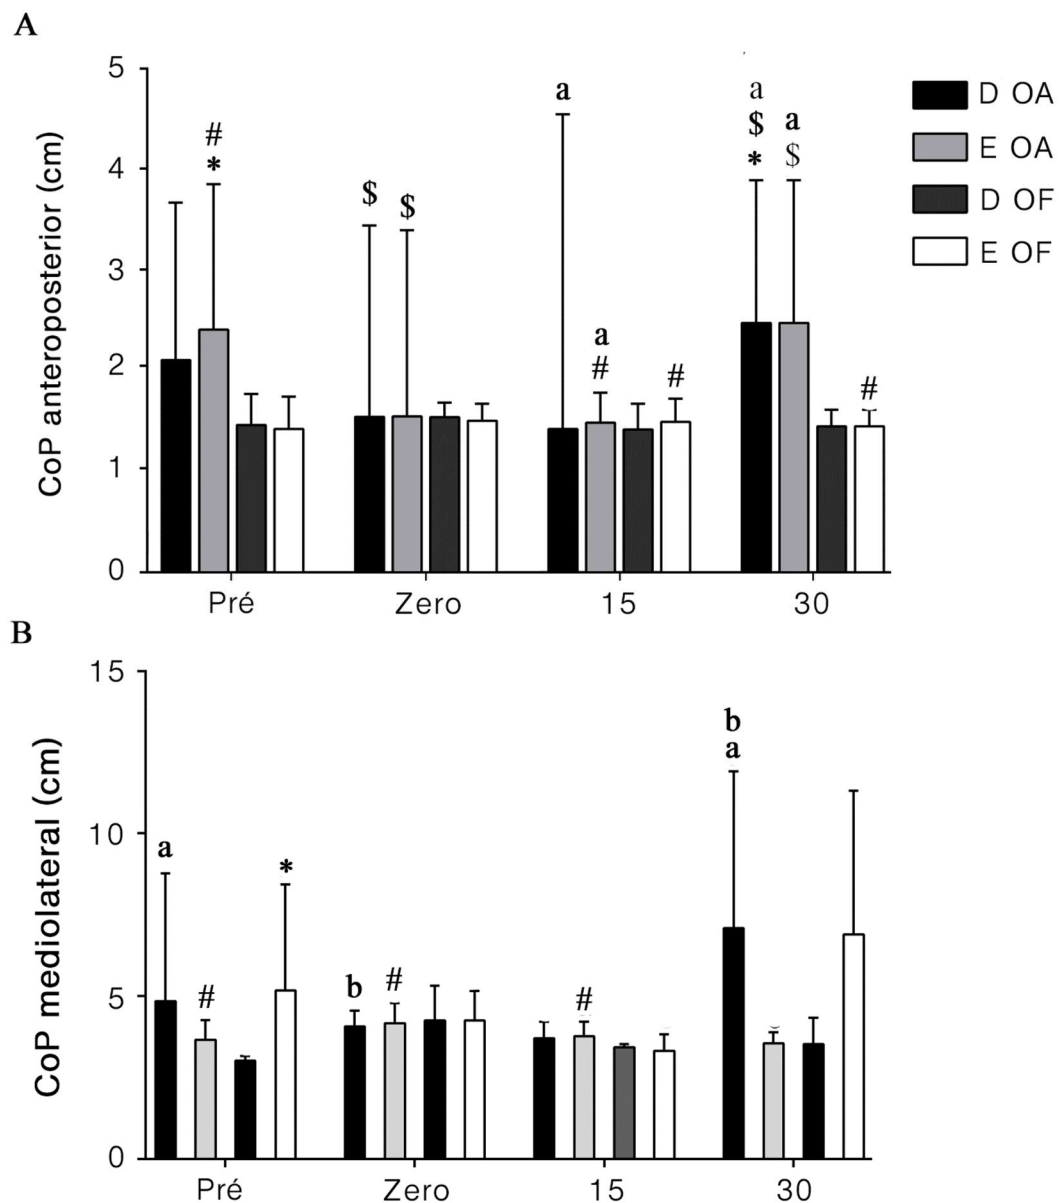 A
5
4
3
2
1
0
CoP anteroposterior (cm)
#
*
$
$
a
a
#
#
a
$
*
a
$
#
Pré
Zero
15
30
D OA
E OA
D OF
E OF
B
15
10
5
0
CoP mediolateral (cm)
a
#
*
b
#
#
b
a
Pré
Zero
15
30